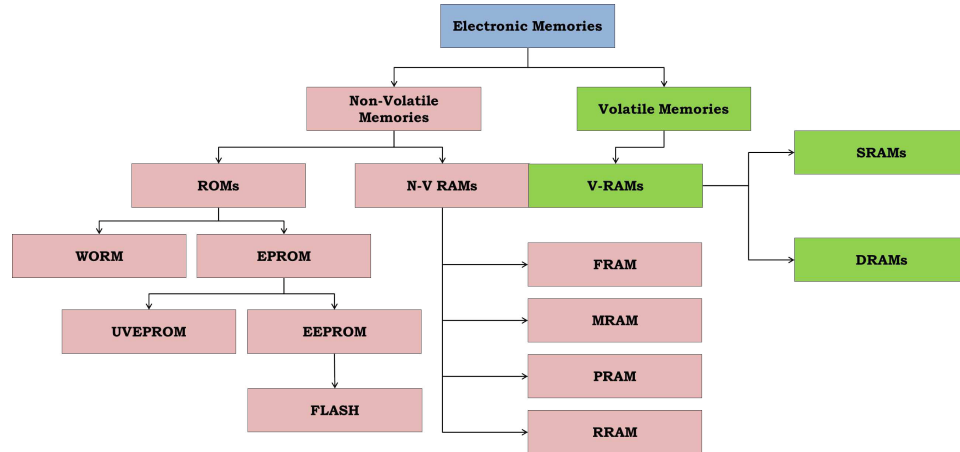 Electronic Memories
Non-Volatile
Memories
Volatile Memories
SRAMs
ROMs
N-V RAMs
V-RAMs
WORM
EPROM
FRAM
DRAMs
UVEPROM
EEPROM
MRAM
PRAM
FLASH
RRAM